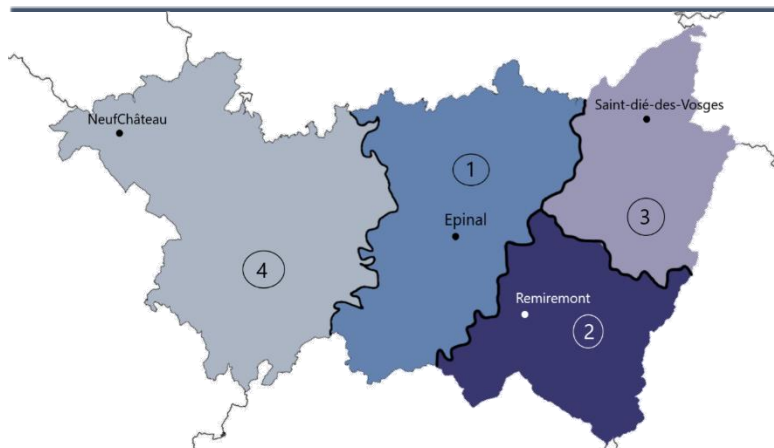 NeufChâteau
Saint-dié-des-Vosges
1
3
Epinal
4
Remiremont
2